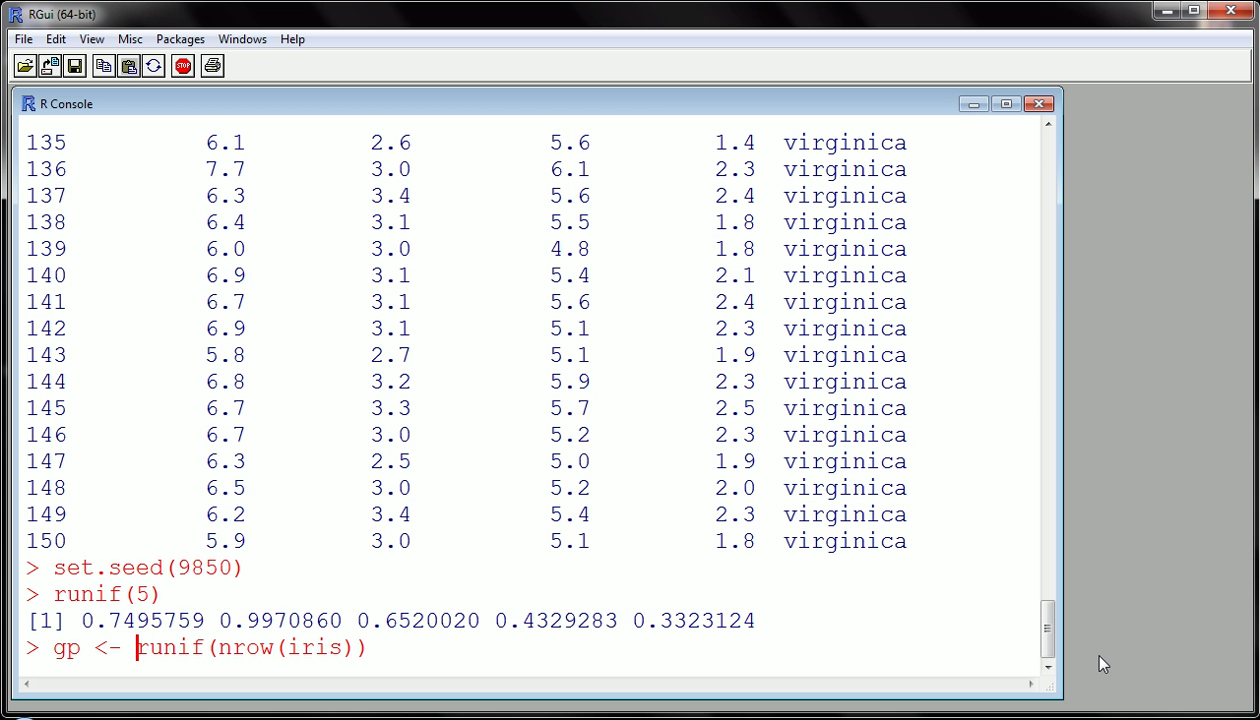 RGui (64-bit)
File Edit View Misc Packages Windows Help
STOP
R Console
135 6.1 2.6 5.6 1.4 virginica
136 7.7 3.0 6.1 2.3 virginica
137 6.3 3.4 5.6 2.4 virginica
138 6.4 3.1 5.5 1.8 virginica
139 6.0 3.0 4.8 1.8 virginica
140 6.9 3.1 5.4 2.1 virginica
141 6.7 3.1 5.6 2.4 virginica
142 6.9 3.1 5.1 2.3 virginica
143 5.8 2.7 5.1 1.9 virginica
144 6.8 3.2 5.9 2.3 virginica
145 6.7 3.3 5.7 2.5 virginica
146 6.7 3.0 5.2 2.3 virginica
147 6.3 2.5 5.0 1.9 virginica
148 6.5 3.0 5.2 2.0 virginica
149 6.2 3.4 5.4 2.3 virginica
150 5.9 3.0 5.1 1.8 virginica
> set.seed(9850)
> runif(5)
[1] 0.7495759 0.9970860 0.6520020 0.4329283 0.3323124
> gp <- runif(nrow(iris))